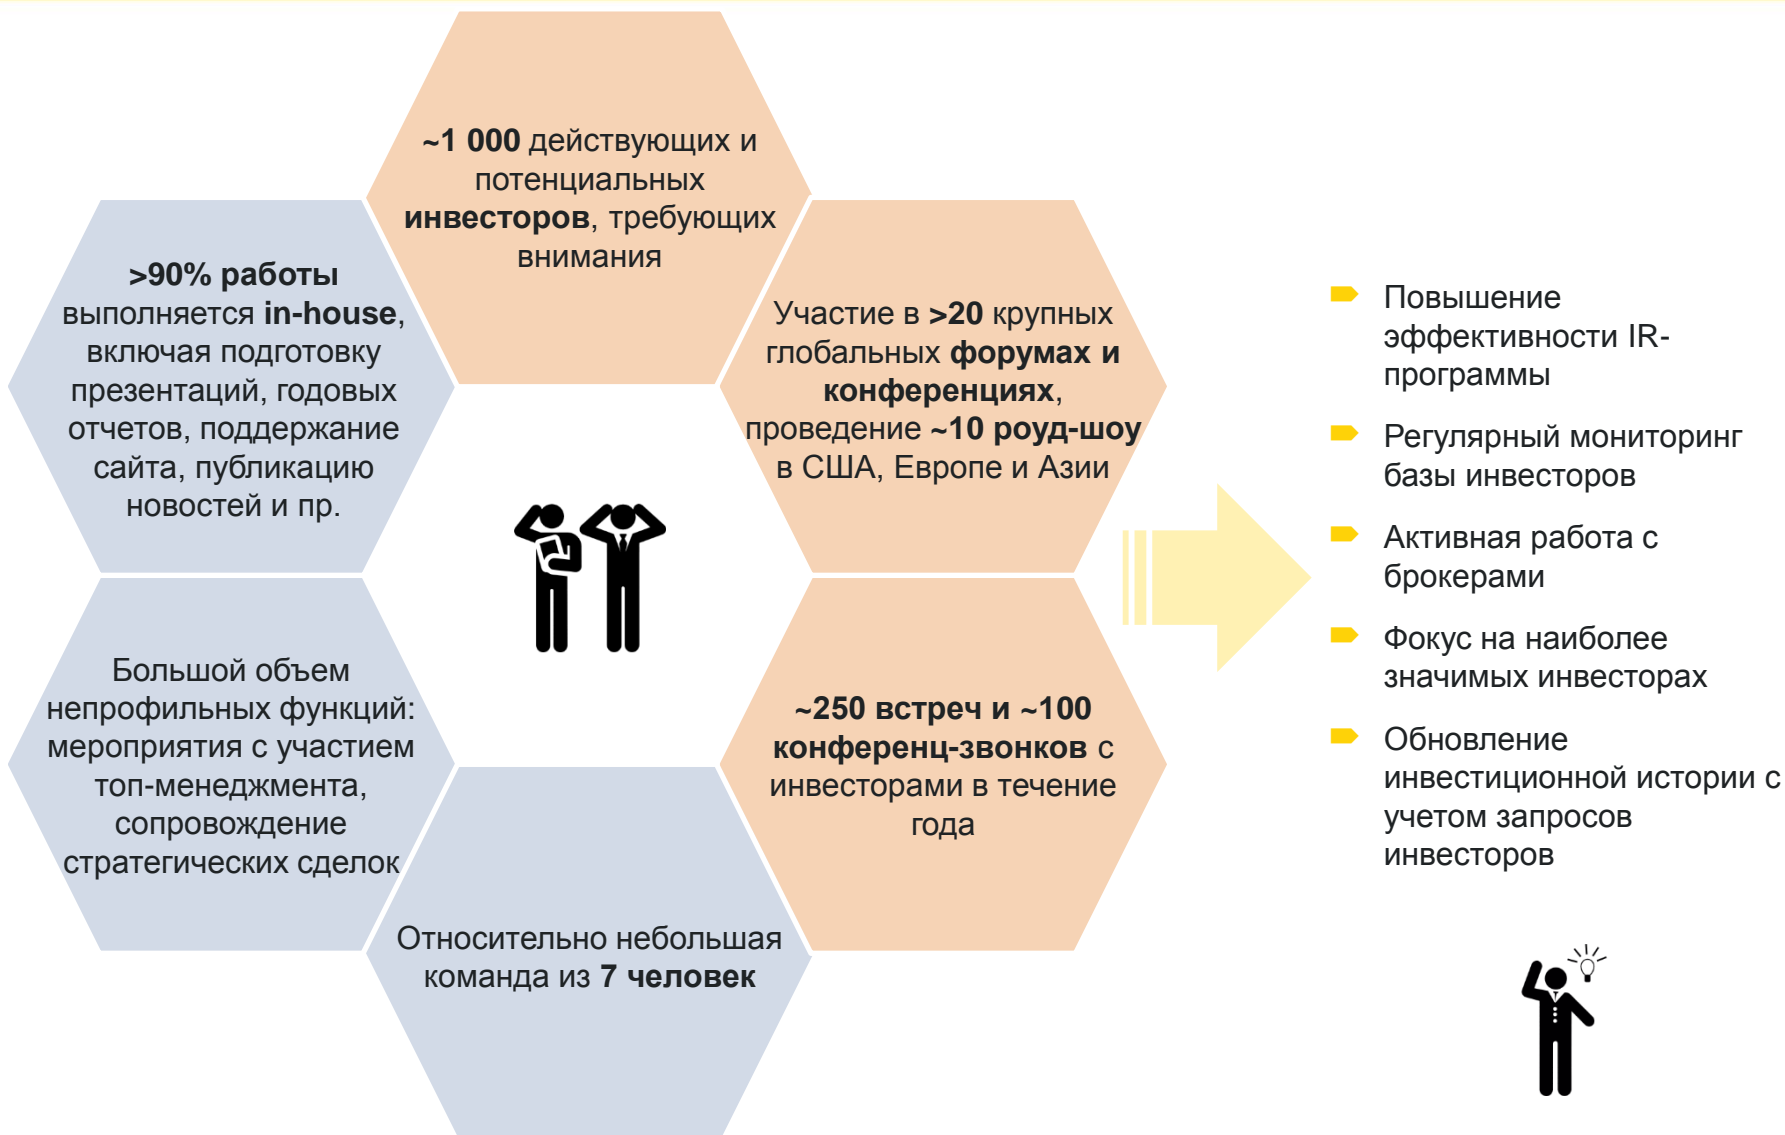 ~1 000 действующих и
потенциальных
инвесторов, требующих
внимания
>90% работы
выполняется in-house,
включая подготовку
презентаций, годовых
отчетов, поддержание
сайта, публикацию
новостей и пр.
Участие в >20 крупных
глобальных форумах и
конференциях,
проведение ~10 роуд-шоу
в США, Европе и Азии
Большой объем
непрофильных функций:
мероприятия с участием
топ-менеджмента,
сопровождение
стратегических сделок
~250 встреч и ~100
конференц-звонков с
инвесторами в течение
года
Относительно небольшая
команда из 7 человек
Повышение
эффективности IR-
программы
Регулярный мониторинг
базы инвесторов
Активная работа с
брокерами
Фокус на наиболее
значимых инвесторах
Обновление
инвестиционной истории с
учетом запросов
инвесторов